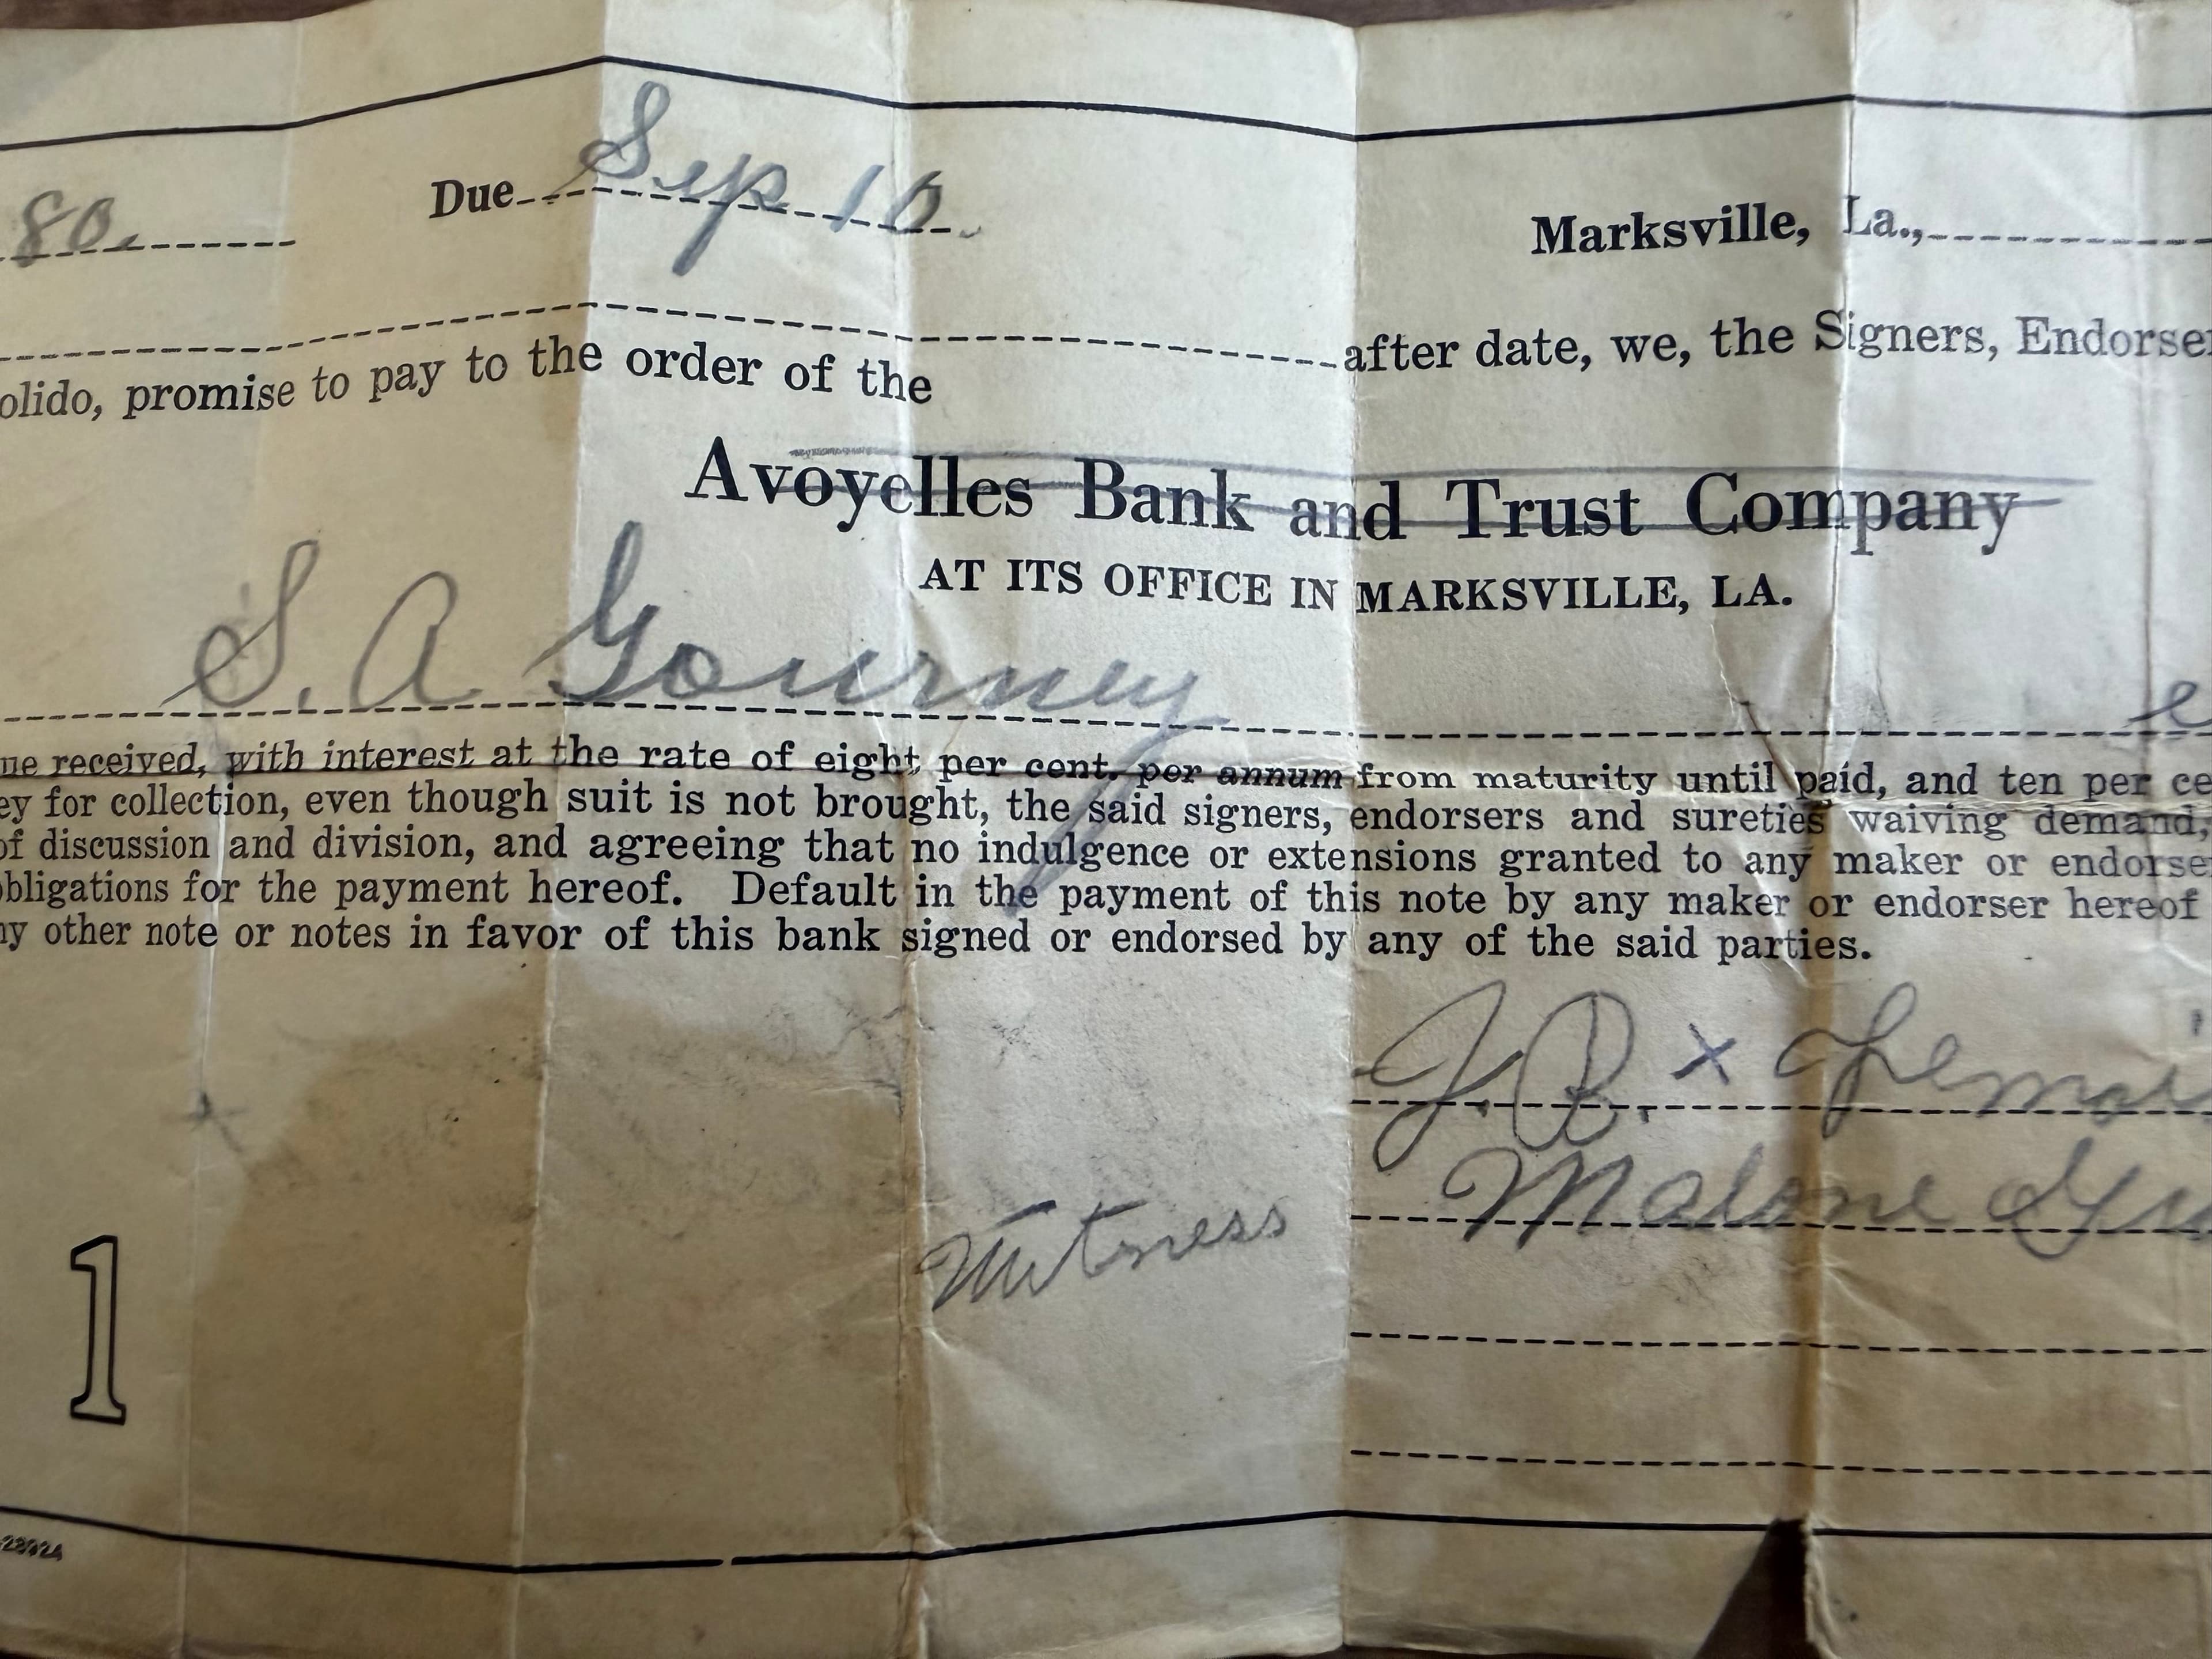 80.
Due Sep 10.
Marksville, La.,
after date, we, the Signers, Endorse
olido, promise to pay to the order of the
Avoyelles Bank and Trust Company
AT ITS OFFICE IN MARKSVILLE, LA.
S. A Gourney
ue received, with interest at the rate of eight per cent. per annum from maturity until paid, and ten per ce
ey for collection, even though suit is not brought, the said signers, endorsers and sureties waiving demand,
of discussion and division, and agreeing that no indulgence or extensions granted to any maker or endorse
obligations for the payment hereof. Default in the payment of this note by any maker or endorser hereof
ny other note or notes in favor of this bank signed or endorsed by any of the said parties.
J. B. x Lemoi
Witness Malone
1